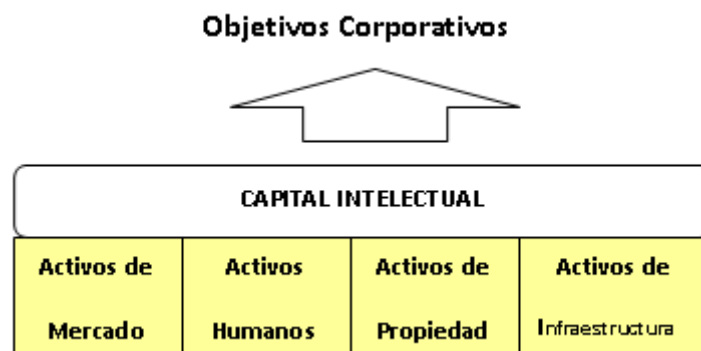 Objetivos Corporativos
CAPITAL INTELECTUAL
Activos de
Mercado
Activos
Humanos
Activos de
Propiedad
Activos de
Infraestructura